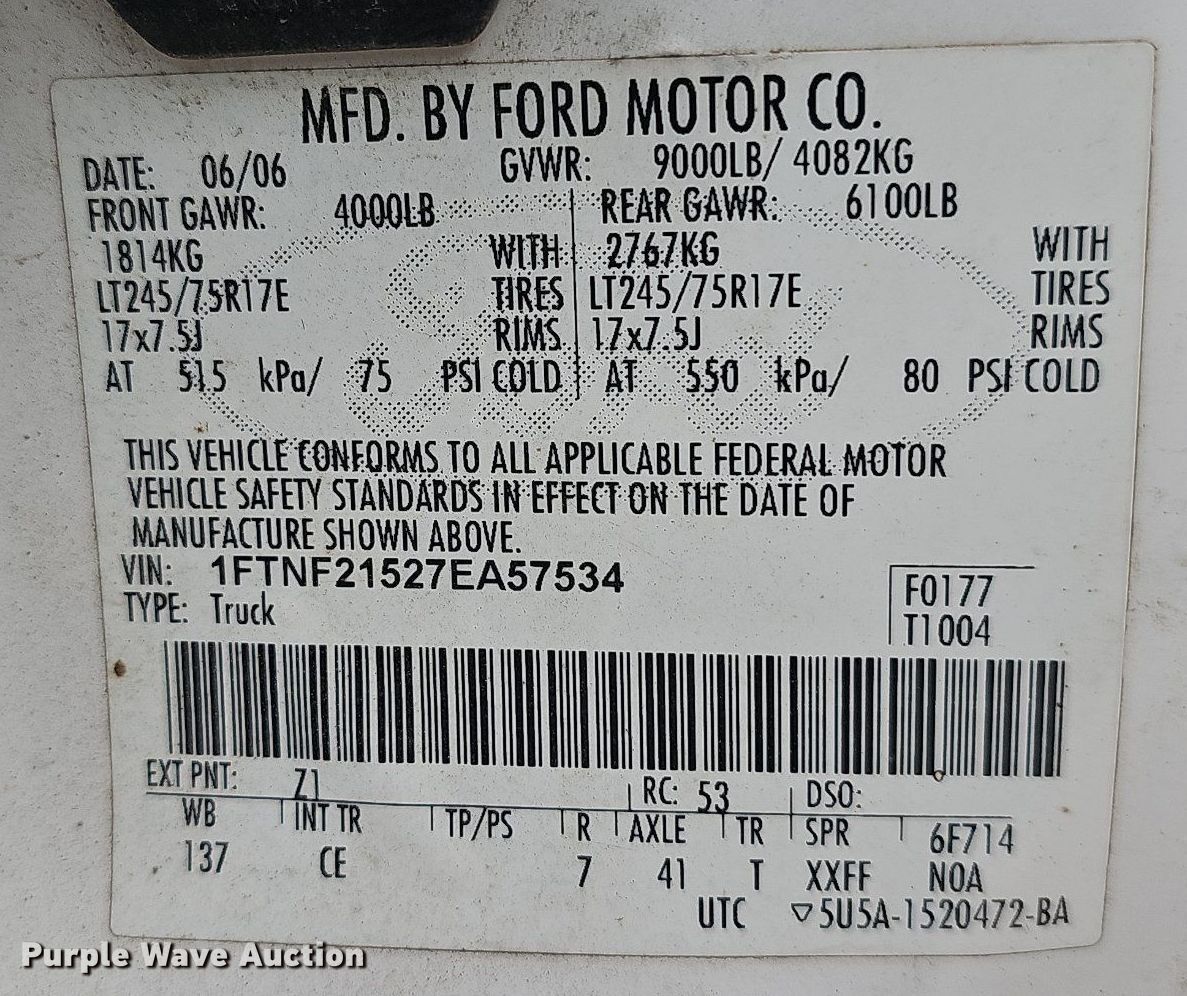 MFD. BY FORD MOTOR CO.
DATE: 06/06 GVWR: 9000LB/ 4082KG
FRONT GAWR: 4000LB REAR GAWR: 6100LB
1814KG WITH 2767KG WITH
LT245/75R17E TIRES LT245/75R17E TIRES
17x7.5J RIMS 17x7.5J RIMS
AT 515 kPa/ 75 PSI COLD AT 550 kPa/ 80 PSI COLD
THIS VEHICLE CONFORMS TO ALL APPLICABLE FEDERAL MOTOR
VEHICLE SAFETY STANDARDS IN EFFECT ON THE DATE OF
MANUFACTURE SHOWN ABOVE.
VIN: 1FTNF21527EA57534
F0177
TYPE: Truck
T1004
EXT PNT: Z1 RC: 53 DSO:
WB INT TR TP/PS R AXLE TR SPR 6F714
137 CE 7 41 T XXFF NOA
UTC ▽5U5A-1520472-BA
Purple Wave Auction